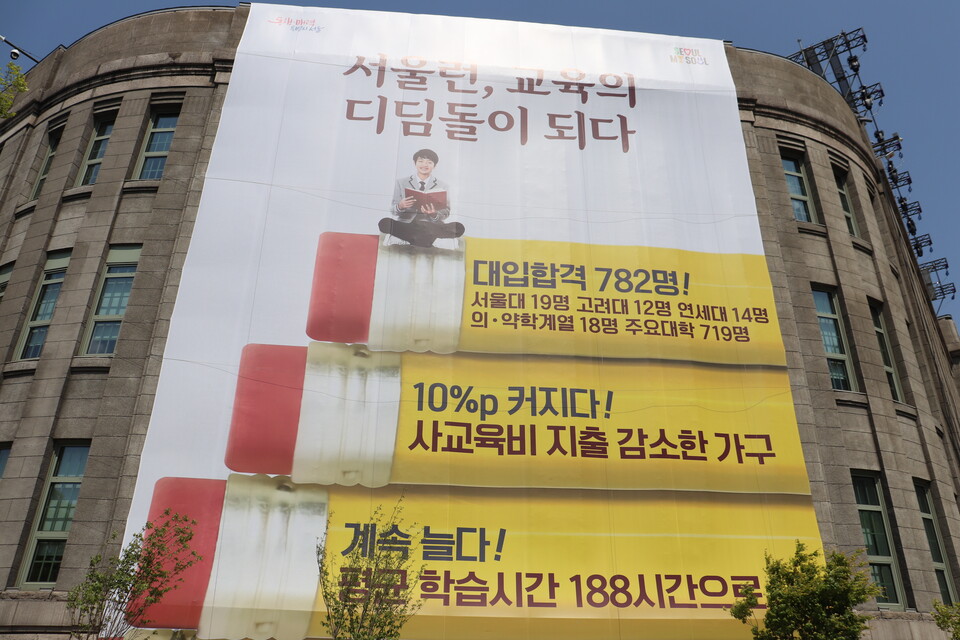 SEOUL
MY SOUL
서울런, 교육의
디딤돌이 되다
대입합격 782명!
서울대 19명 고려대 12명 연세대 14명
의·약학계열 18명 주요대학 719명
10%p 커지다!
사교육비 지출 감소한 가구
계속 늘다!
평균 학습시간 188시간으로